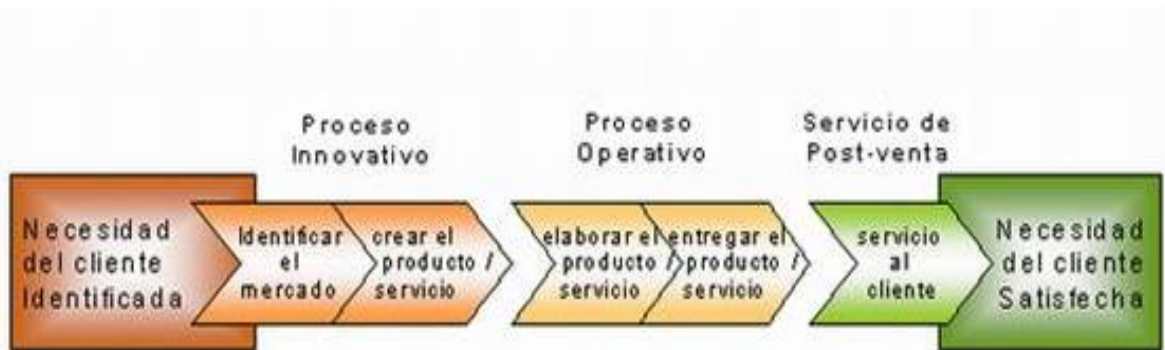 Proceso
Innovativo
Proceso
Operativo
Servicio de
Post-venta
Necesidad
del cliente
Identificada
Identificar
el
mercado
crear el
producto /
servicio
elaborar el
producto /
servicio
entregar el
producto /
servicio
servicio
al
cliente
Necesidad
del cliente
Satisfecha